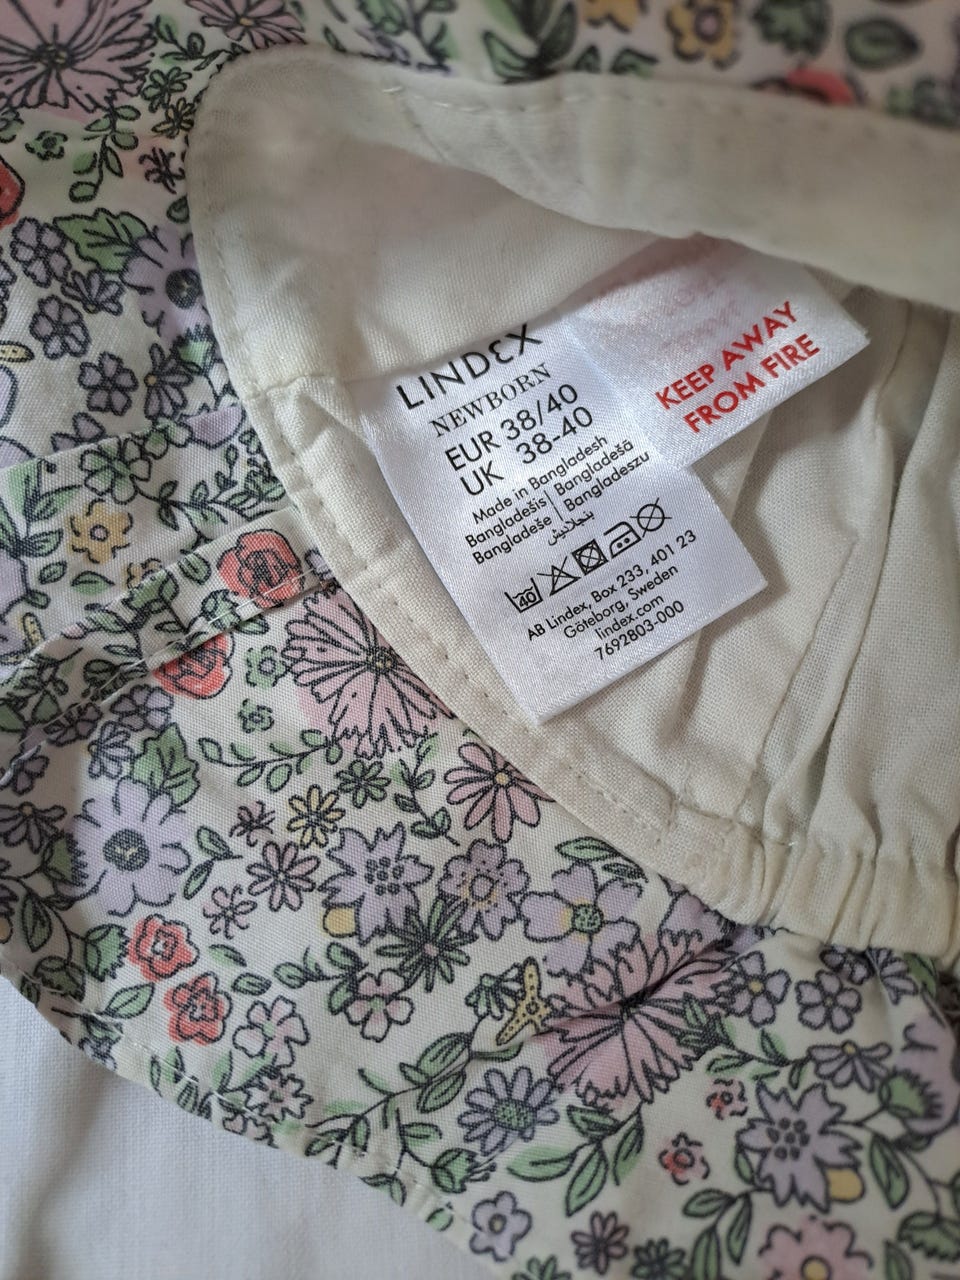 LINDEX
NEWBORN
EUR 38/40
UK 38-40
Made in Bangladesh
Bangladešis | Bangladešā
Bangladeše | Bangladeszu
بنجلاديش
40
AB Lindex, Box 233, 401 23
Göteborg, Sweden
lindex.com
7692803-000
KEEP AWAY
FROM FIRE